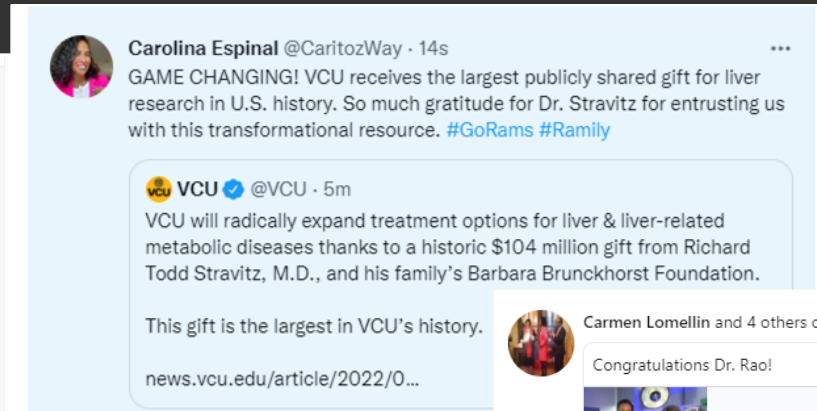 Carolina Espinal @CaritozWay · 14s
GAME CHANGING! VCU receives the largest publicly shared gift for liver
research in U.S. history. So much gratitude for Dr. Stravitz for entrusting us
with this transformational resource. #GoRams #Ramily
VCU
VCU @VCU · 5m
VCU will radically expand treatment options for liver & liver-related
metabolic diseases thanks to a historic $104 million gift from Richard
Todd Stravitz, M.D., and his family's Barbara Brunckhorst Foundation.
This gift is the largest in VCU's history.
news.vcu.edu/article/2022/0...
Carmen Lomellin and 4 others
Congratulations Dr. Rao!